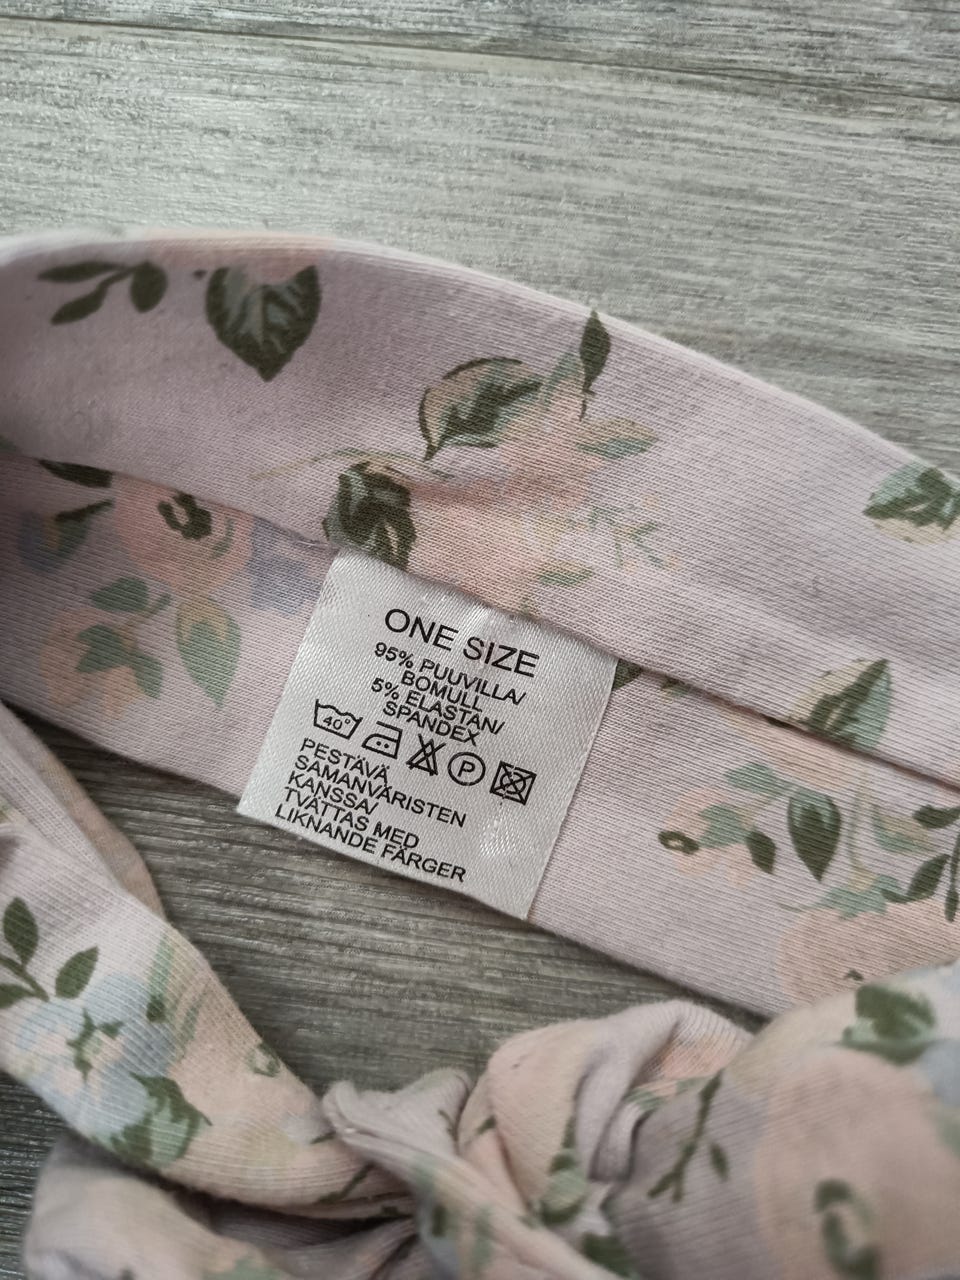 ONE SIZE
95% PUUVILLA/
BOMULL
5% ELASTAN/
SPANDEX
40°
P
PESTÄVÄ
SAMANVÄRISTEN
KANSSA/
TVÄTTAS MED
LIKNANDE FÄRGER